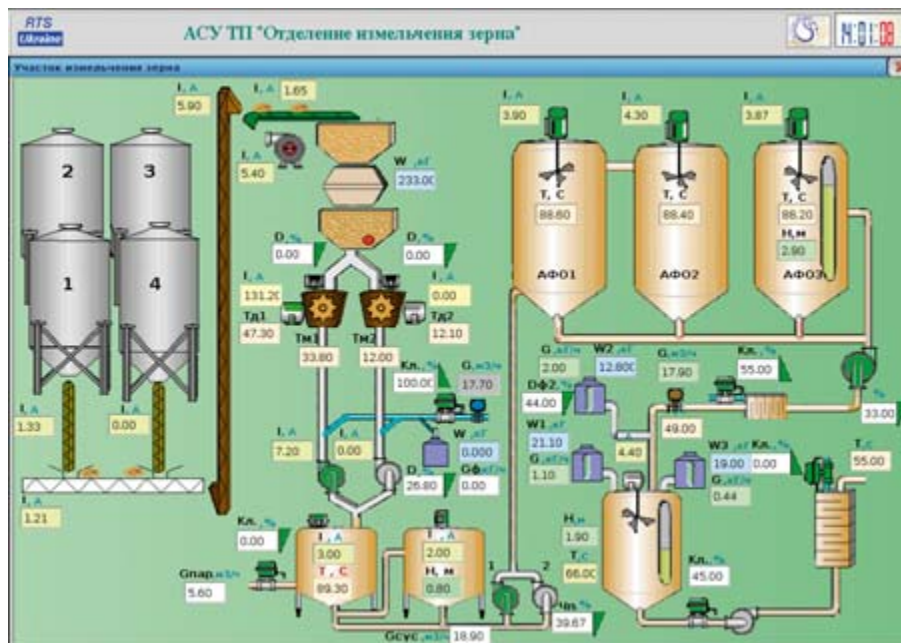 RTS
Ukraine
АСУ ТП "Отделение измельчения зерна"
14:01:08
Участок измельчения зерна
I, А
5.90
I, А
1.65
I, А
5.40
W ,кГ
233.00
2
3
1
4
D,%
0.00
D,%
0.00
I, А
131.20
I, А
0.00
Тд1
47.30
Тд2
12.10
Тм1
33.80
Тм2
12.00
Кл.,%
100.00
G,м3/ч
17.70
I, А
1.33
I, А
0.00
I, А
1.21
I, А
7.20
I, А
0.00
W ,кГ
0.000
D,%
26.80
Gф,кГ/ч
0.00
Кл.,%
0.00
Gпар,м3/ч
5.60
I, А
3.00
Т, С
89.30
I, А
2.00
Н, м
0.80
1
2
Gсус,м3/ч
18.90
Чп,%
39.67
I, А
3.90
I, А
4.30
I, А
3.87
Т, С
88.60
Т, С
88.40
Т, С
88.20
Н,м
2.90
АФО1
АФО2
АФО3
G,кГ/ч
2.00
W2,кГ
12.800
G,м3/ч
17.90
Кл.,%
55.00
Dф2,%
44.00
%
33.00
49.00
W1,кГ
21.10
I, А
4.40
G,кГ/ч
1.10
W3,кГ
19.00
Кл.,%
0.00
G,кГ/ч
0.44
Т,с
55.00
Н,м
1.90
Т,с
66.00
Кл.,%
45.00